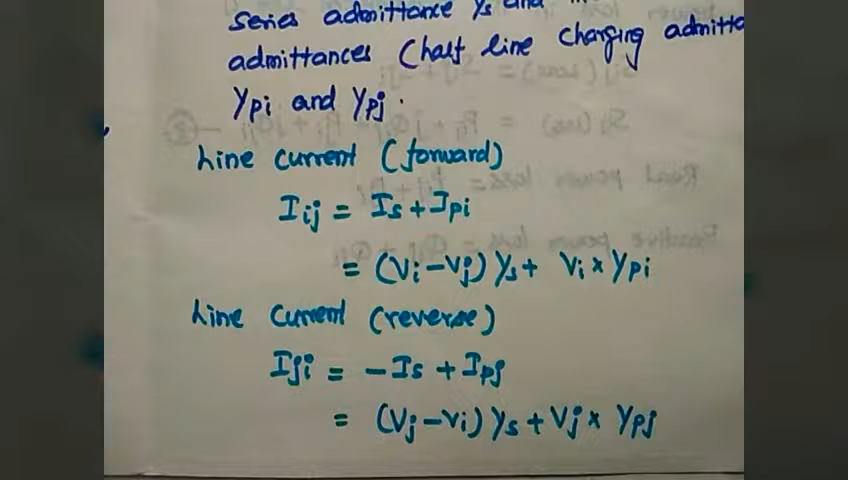 series admittance Ys and
admittances (half line charging admitta
Ypi and Ypj.
Line current (forward)
Iij = Is + Ipi
= (Vi - Vj) Ys + Vi × Ypi
Line current (reverse)
Iji = -Is + Ipj
= (Vj - Vi) Ys + Vj × Ypj